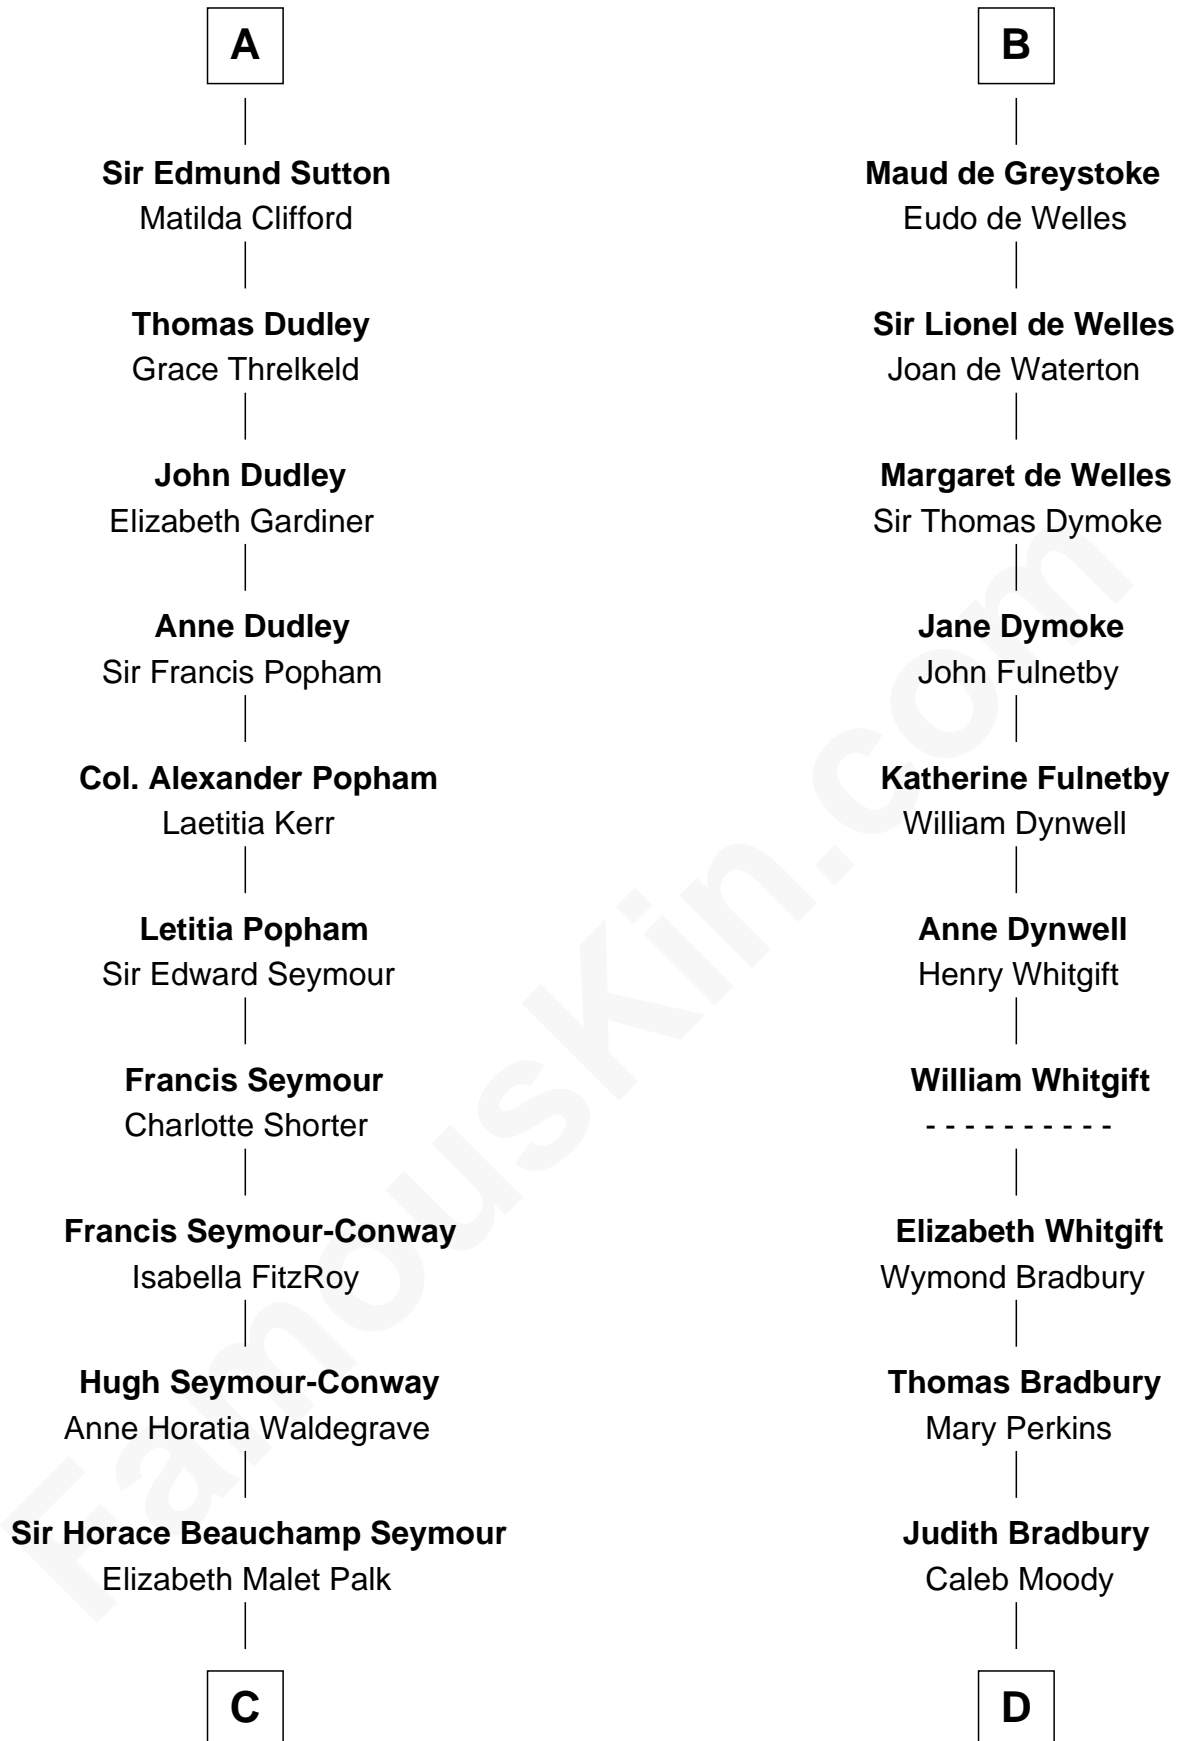 A
Sir Edmund Sutton
Matilda Clifford
Thomas Dudley
Grace Threlkeld
John Dudley
Elizabeth Gardiner
Anne Dudley
Sir Francis Popham
Col. Alexander Popham
Laetitia Kerr
Letitia Popham
Sir Edward Seymour
Francis Seymour
Charlotte Shorter
Francis Seymour-Conway
Isabella FitzRoy
Hugh Seymour-Conway
Anne Horatia Waldegrave
Sir Horace Beauchamp Seymour
Elizabeth Malet Palk
C
B
Maud de Greystoke
Eudo de Welles
Sir Lionel de Welles
Joan de Waterton
Margaret de Welles
Sir Thomas Dymoke
Jane Dymoke
John Fulnetby
Katherine Fulnetby
William Dynwell
Anne Dynwell
Henry Whitgift
William Whitgift
- - - - - - - - - -
Elizabeth Whitgift
Wymond Bradbury
Thomas Bradbury
Mary Perkins
Judith Bradbury
Caleb Moody
D
FamousKin.com